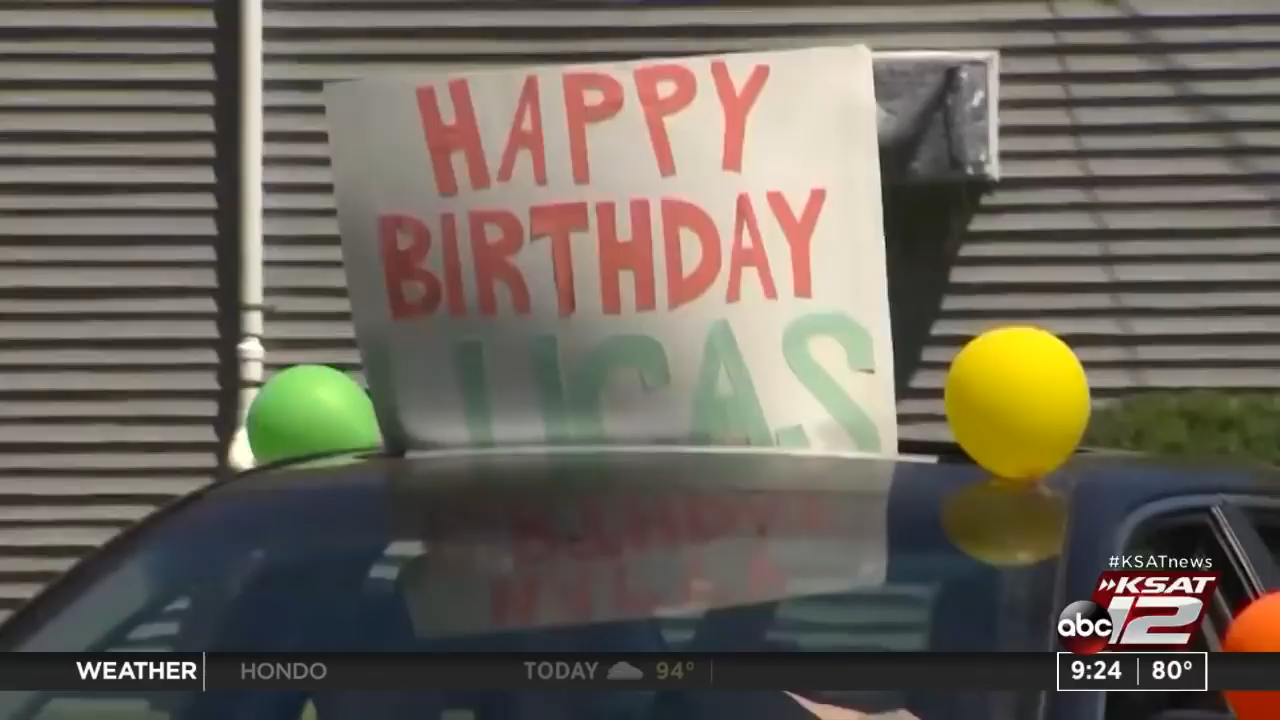 HAPPY
BIRTHDAY
LUCAS
#KSATnews
KSAT
abc 12
WEATHER HONDO TODAY 94° 9:24 80°